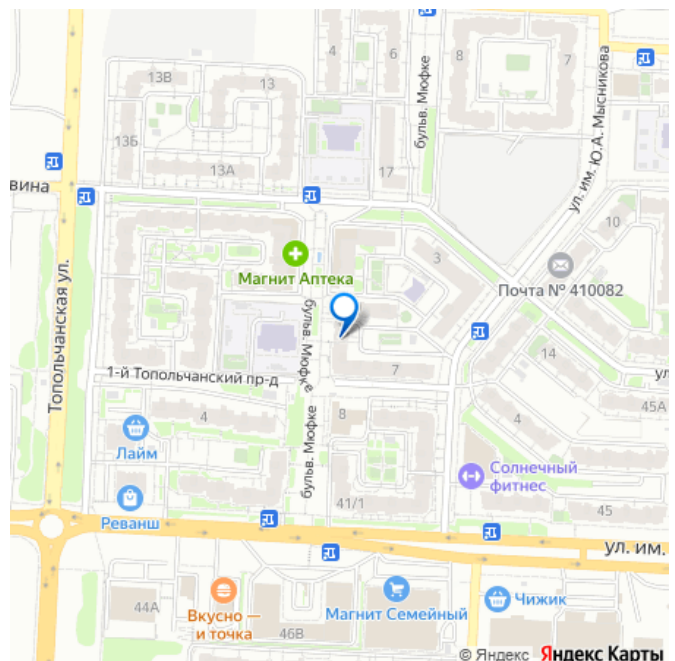 4
6
8
7
13В
13
бульв. Мюфке
ул. им. Ю.А. Мысникова
13Б
13А
17
вина
10
3
Магнит Аптека
Почта № 410082
Топольчанская ул.
бульв. Мюфке
14
1-й Топольчанский пр-д
7
ул
45А
4
8
4
Лайм
бульв. Мюфке
Солнечный
фитнес
Реванш
41/1
45
ул. им.
44А
Вкусно —
и точка
Магнит Семейный
Чижик
46В
© Яндекс Яндекс Карты